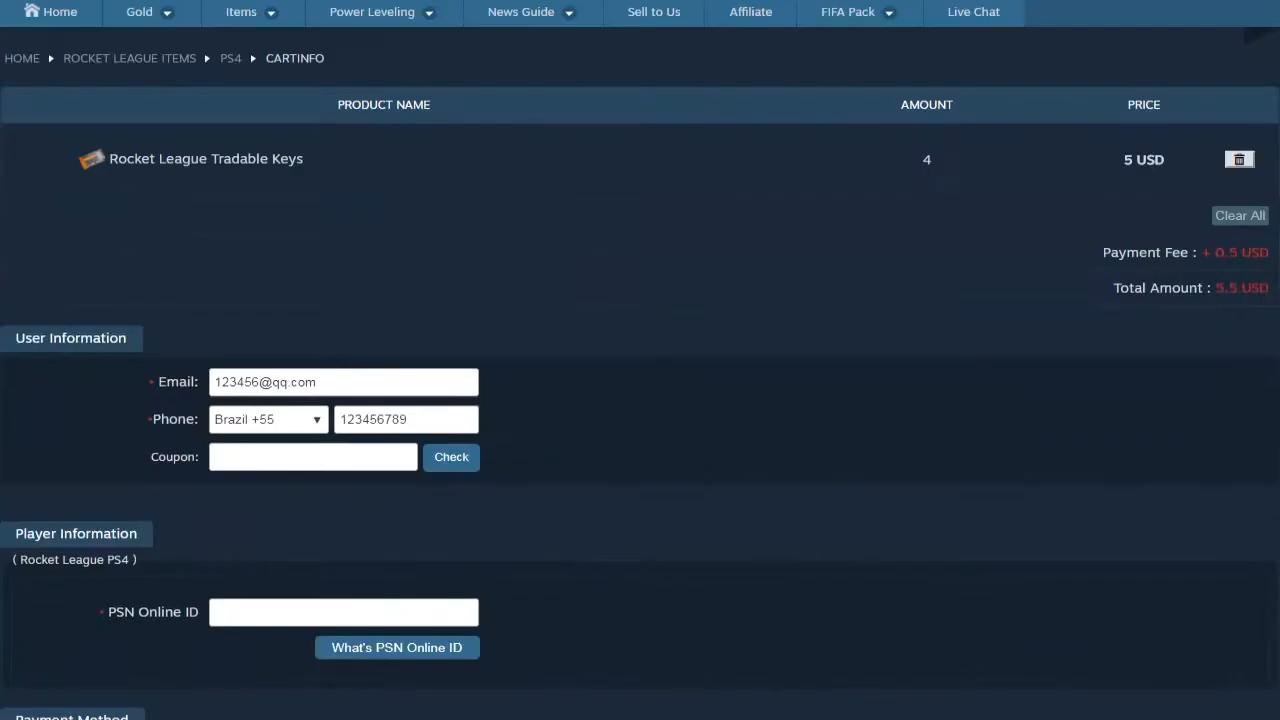 Home Gold Items Power Leveling News Guide Sell to Us Affiliate FIFA Pack Live Chat
HOME ROCKET LEAGUE ITEMS PS4 CARTINFO
PRODUCT NAME AMOUNT PRICE
Rocket League Tradable Keys 4 5 USD
Clear All
Payment Fee : + 0.5 USD
Total Amount : 5.5 USD
User Information
* Email: 123456@qq.com
*Phone: Brazil +55 123456789
Coupon: Check
Player Information
( Rocket League PS4 )
* PSN Online ID
What's PSN Online ID
Payment Method